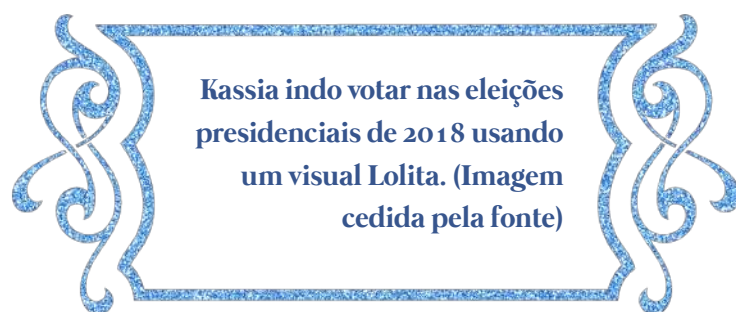 Kassia indo votar nas eleições
presidenciais de 2018 usando
um visual Lolita. (Imagem
cedida pela fonte)